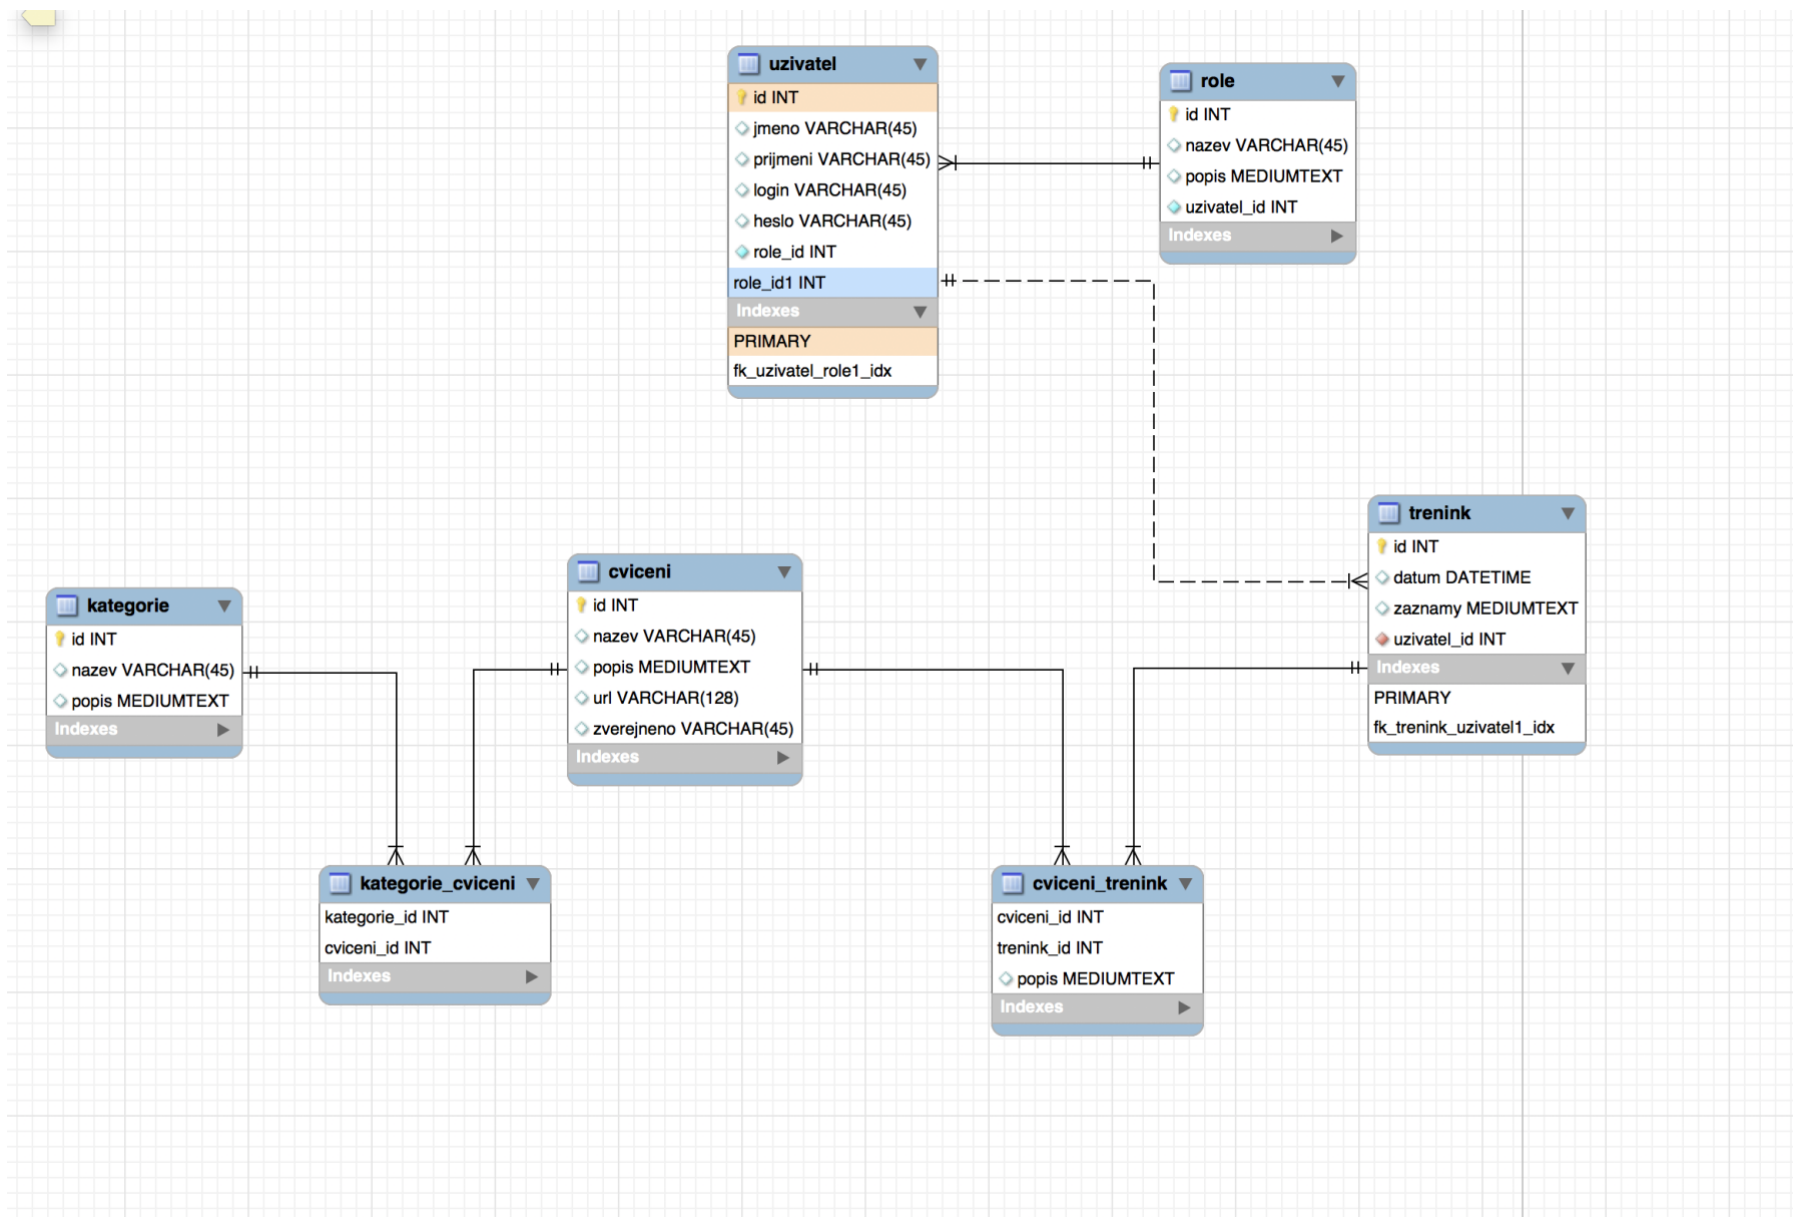 uzivatel
id INT
jmeno VARCHAR(45)
prijmeni VARCHAR(45)
login VARCHAR(45)
heslo VARCHAR(45)
role_id INT
role_id1 INT
Indexes
PRIMARY
fk_uzivatel_role1_idx
role
id INT
nazev VARCHAR(45)
popis MEDIUMTEXT
uzivatel_id INT
Indexes
trenink
id INT
datum DATETIME
zaznamy MEDIUMTEXT
uzivatel_id INT
Indexes
PRIMARY
fk_trenink_uzivatel1_idx
cviceni
id INT
nazev VARCHAR(45)
popis MEDIUMTEXT
url VARCHAR(128)
zverejneno VARCHAR(45)
Indexes
kategorie
id INT
nazev VARCHAR(45)
popis MEDIUMTEXT
Indexes
kategorie_cviceni
kategorie_id INT
cviceni_id INT
Indexes
cviceni_trenink
cviceni_id INT
trenink_id INT
popis MEDIUMTEXT
Indexes